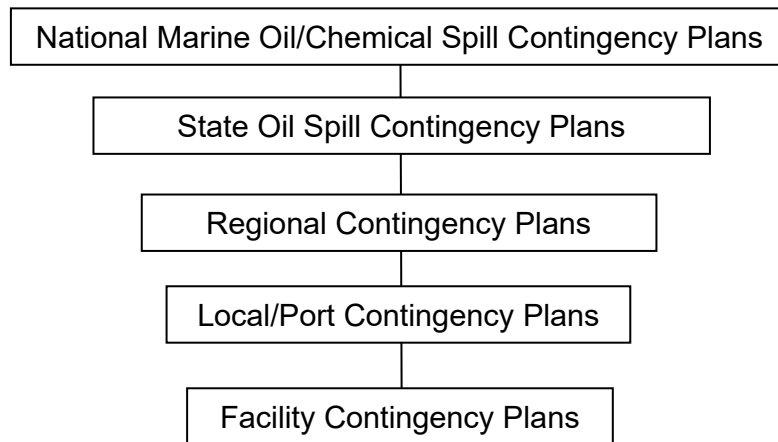 National Marine Oil/Chemical Spill Contingency Plans
State Oil Spill Contingency Plans
Regional Contingency Plans
Local/Port Contingency Plans
Facility Contingency Plans